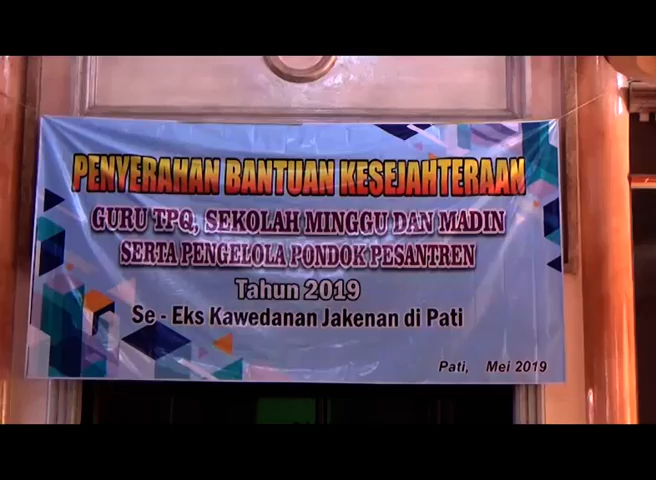 PENYERAHAN BANTUAN KESEJAHTERAAN
GURU TPQ, SEKOLAH MINGGU DAN MADIN
SERTA PENGELOLA PONDOK PESANTREN
Tahun 2019
Se - Eks Kawedanan Jakenan di Pati
Pati, Mei 2019